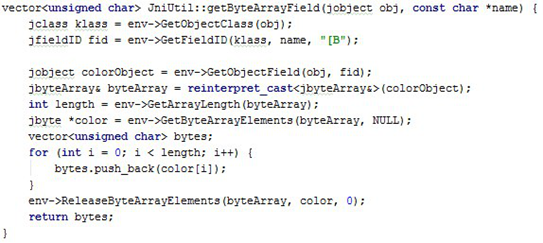 vector<unsigned char> JniUtil::getByteArrayField(jobject obj, const char *name) {
    jclass klass = env->GetObjectClass(obj);
    jfieldID fid = env->GetFieldID(klass, name, "[B");

    jobject colorObject = env->GetObjectField(obj, fid);
    jbyteArray& byteArray = reinterpret_cast<jbyteArray&>(colorObject);
    int length = env->GetArrayLength(byteArray);
    jbyte *color = env->GetByteArrayElements(byteArray, NULL);
    vector<unsigned char> bytes;
    for (int i = 0; i < length; i++) {
        bytes.push_back(color[i]);
    }
    env->ReleaseByteArrayElements(byteArray, color, 0);
    return bytes;
}